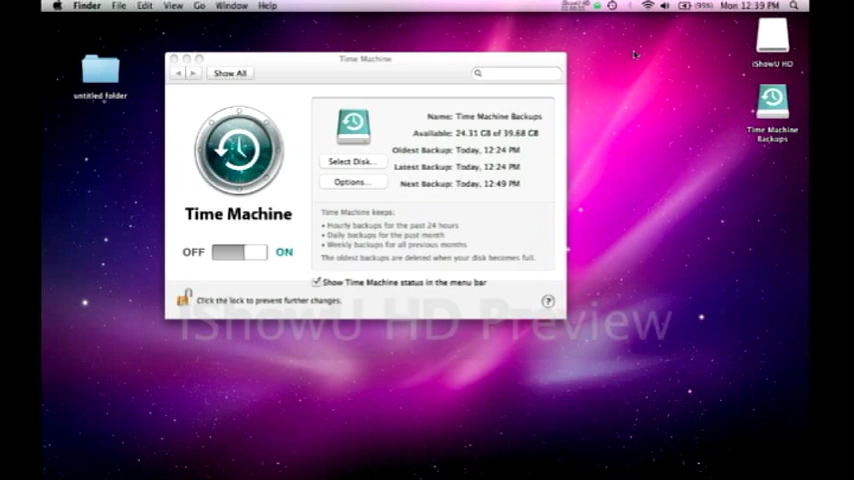 Finder File Edit View Go Window Help
(99%) Mon 12:39 PM
Time Machine
Show All
untitled folder
iShowU HD
Time Machine
Backups
Name: Time Machine Backups
Available: 24.31 GB of 39.68 GB
Oldest Backup: Today, 12:24 PM
Latest Backup: Today, 12:24 PM
Next Backup: Today, 12:49 PM
Select Disk...
Options...
Time Machine
OFF ON
Time Machine keeps:
• Hourly backups for the past 24 hours
• Daily backups for the past month
• Weekly backups for all previous months
The oldest backups are deleted when your disk becomes full.
Show Time Machine status in the menu bar
Click the lock to prevent further changes.
?
iShowU HD Preview